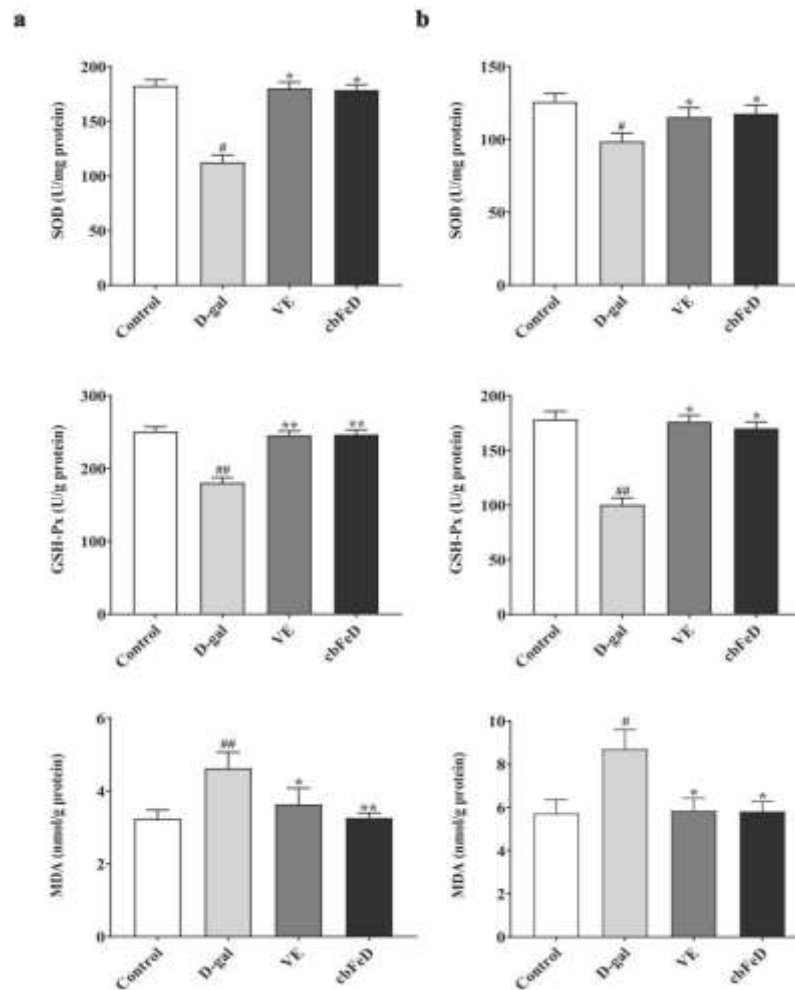 a
SOD (U/mg protein)
200
150
100
50
0
#
*
*
Control
D-gal
VE
cbFeD
b
SOD (U/mg protein)
150
100
50
0
#
*
*
Control
D-gal
VE
cbFeD
GSH-Px (U/g protein)
300
200
100
0
##
**
**
Control
D-gal
VE
cbFeD
GSH-Px (U/g protein)
200
150
100
50
0
##
*
*
Control
D-gal
VE
cbFeD
MDA (nmol/g protein)
6
4
2
0
##
*
**
Control
D-gal
VE
cbFeD
MDA (nmol/g protein)
10
8
6
4
2
0
#
*
*
Control
D-gal
VE
cbFeD